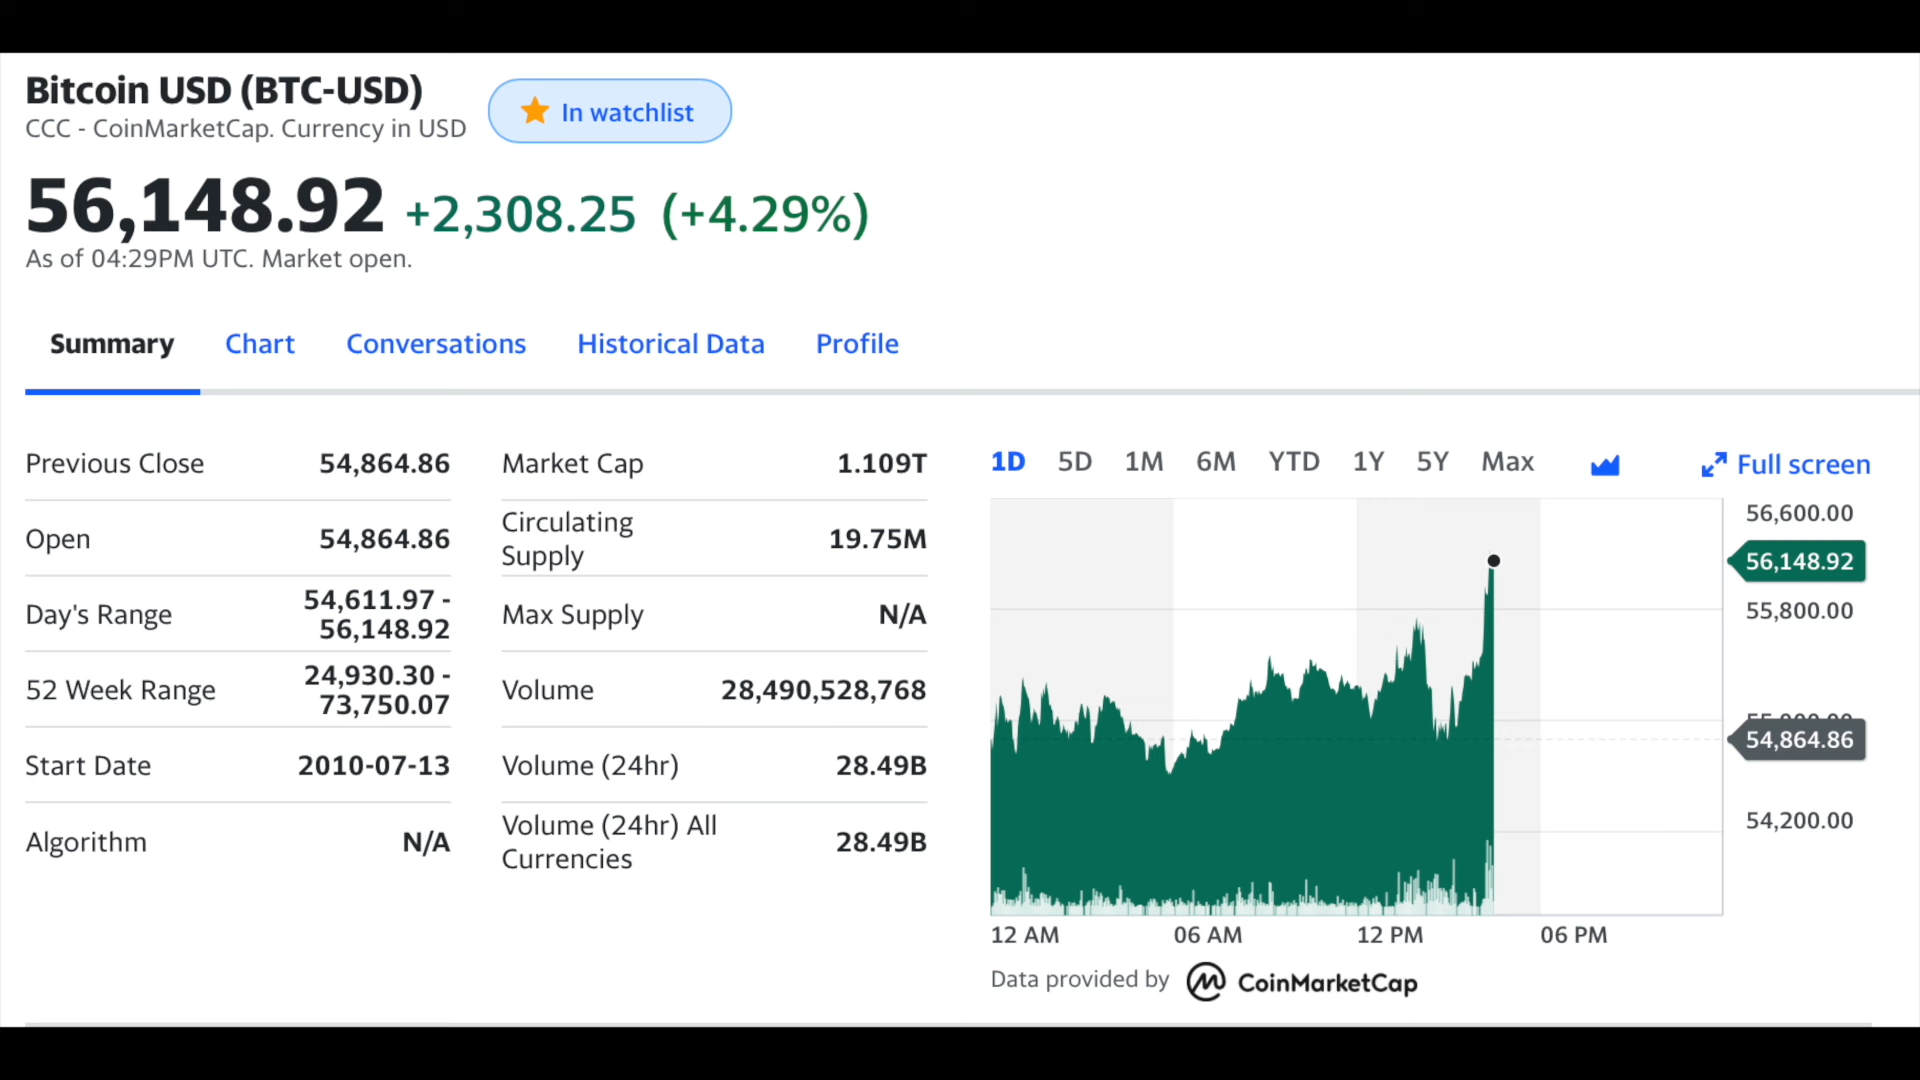 Bitcoin USD (BTC-USD)
CCC - CoinMarketCap. Currency in USD
In watchlist
56,148.92 +2,308.25 (+4.29%)
As of 04:29PM UTC. Market open.
Summary Chart Conversations Historical Data Profile
Previous Close 54,864.86
Open 54,864.86
Day's Range 54,611.97 -
56,148.92
52 Week Range 24,930.30 -
73,750.07
Start Date 2010-07-13
Algorithm N/A
Market Cap 1.109T
Circulating
Supply 19.75M
Max Supply N/A
Volume 28,490,528,768
Volume (24hr) 28.49B
Volume (24hr) All
Currencies 28.49B
1D 5D 1M 6M YTD 1Y 5Y Max Full screen
56,600.00
56,148.92
55,800.00
54,864.86
54,200.00
12 AM 06 AM 12 PM 06 PM
Data provided by CoinMarketCap